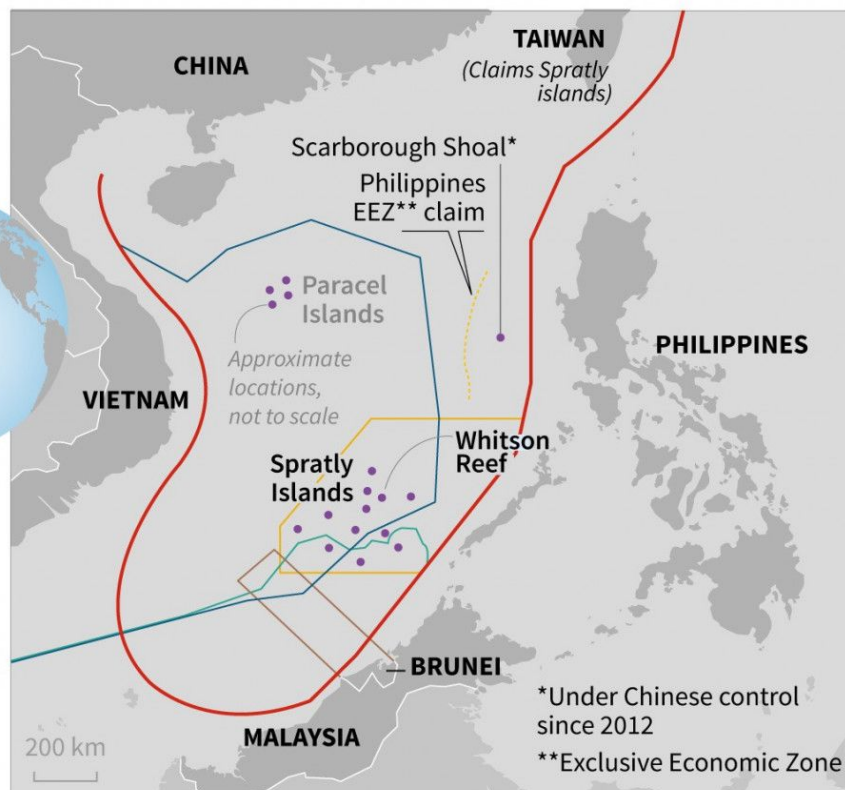 TAIWAN
(Claims Spratly
islands)
CHINA
Scarborough Shoal*
Philippines
EEZ** claim
Paracel
Islands
Approximate
locations,
not to scale
PHILIPPINES
VIETNAM
Whitson
Reef
Spratly
Islands
BRUNEI
MALAYSIA
*Under Chinese control
since 2012
**Exclusive Economic Zone
200 km